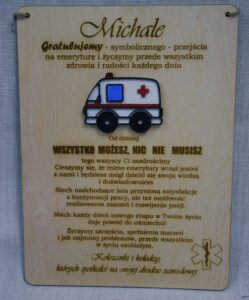 Michale
Gratulujemy - symbolicznego - przejścia
na emeryturę i życzymy przede wszystkim
zdrowia i radości każdego dnia
Od dzisiaj
WSZYSTKO MOŻESZ, NIC NIE MUSISZ
tego wszyscy Ci zazdrościmy
Cieszymy się, że mimo emerytury wciąż jesteś
z nami i będziesz mógł dzielić się swoją wiedzą
i doświadczeniem
Niech nadchodzące lata przyniosą satysfakcję
z kontynuacji pracy, ale też możliwość
realizowania marzeń i rozwijania pasji.
Niech każdy dzień nowego etapu w Twoim życiu
daje powód do uśmiechu!
Życzymy szczęścia, spełnienia marzeń
i jak najmniej problemów, przede wszystkim
w życiu osobistym.
Koleżanki i koledzy,
których spotkałeś na swojej drodze zawodowej